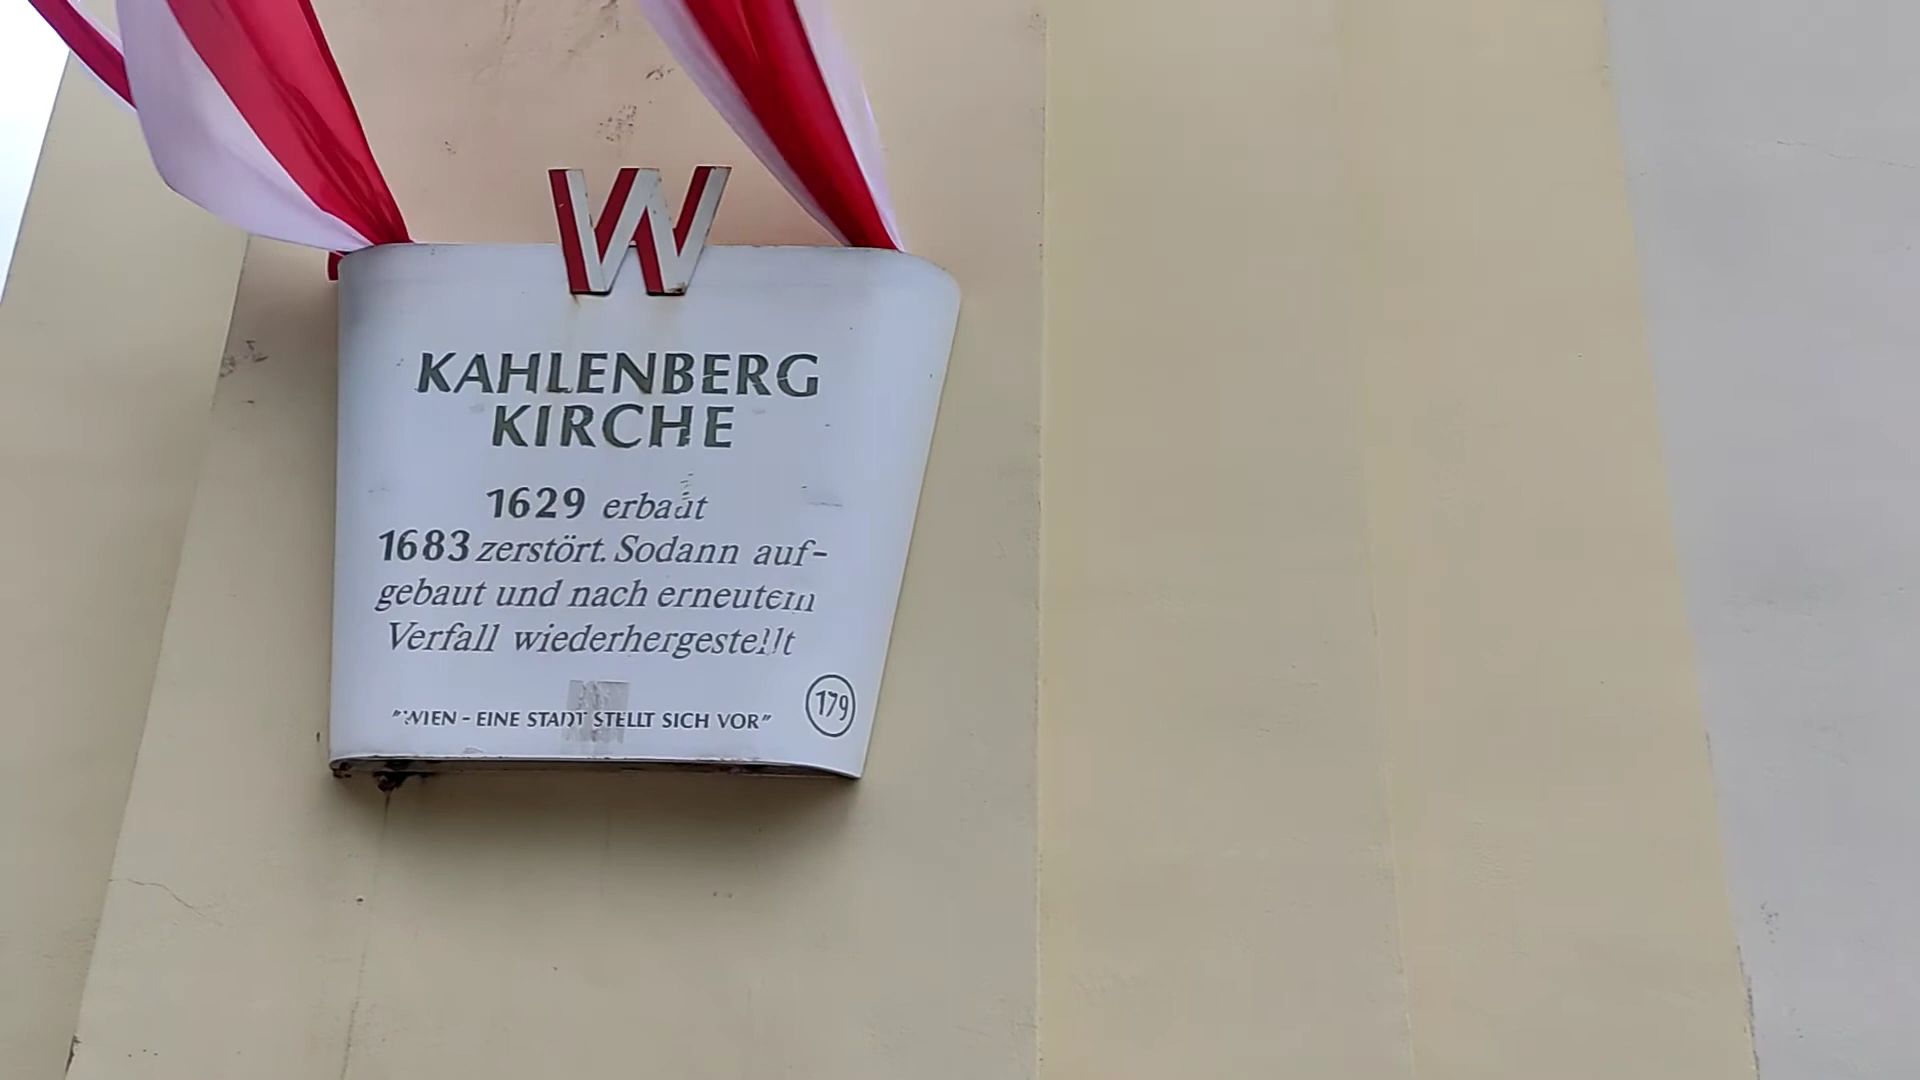 W
KAHLENBERG
KIRCHE
1629 erbaut
1683 zerstört. Sodann auf-
gebaut und nach erneutem
Verfall wiederhergestellt
"WIEN - EINE STADT STELLT SICH VOR"
179